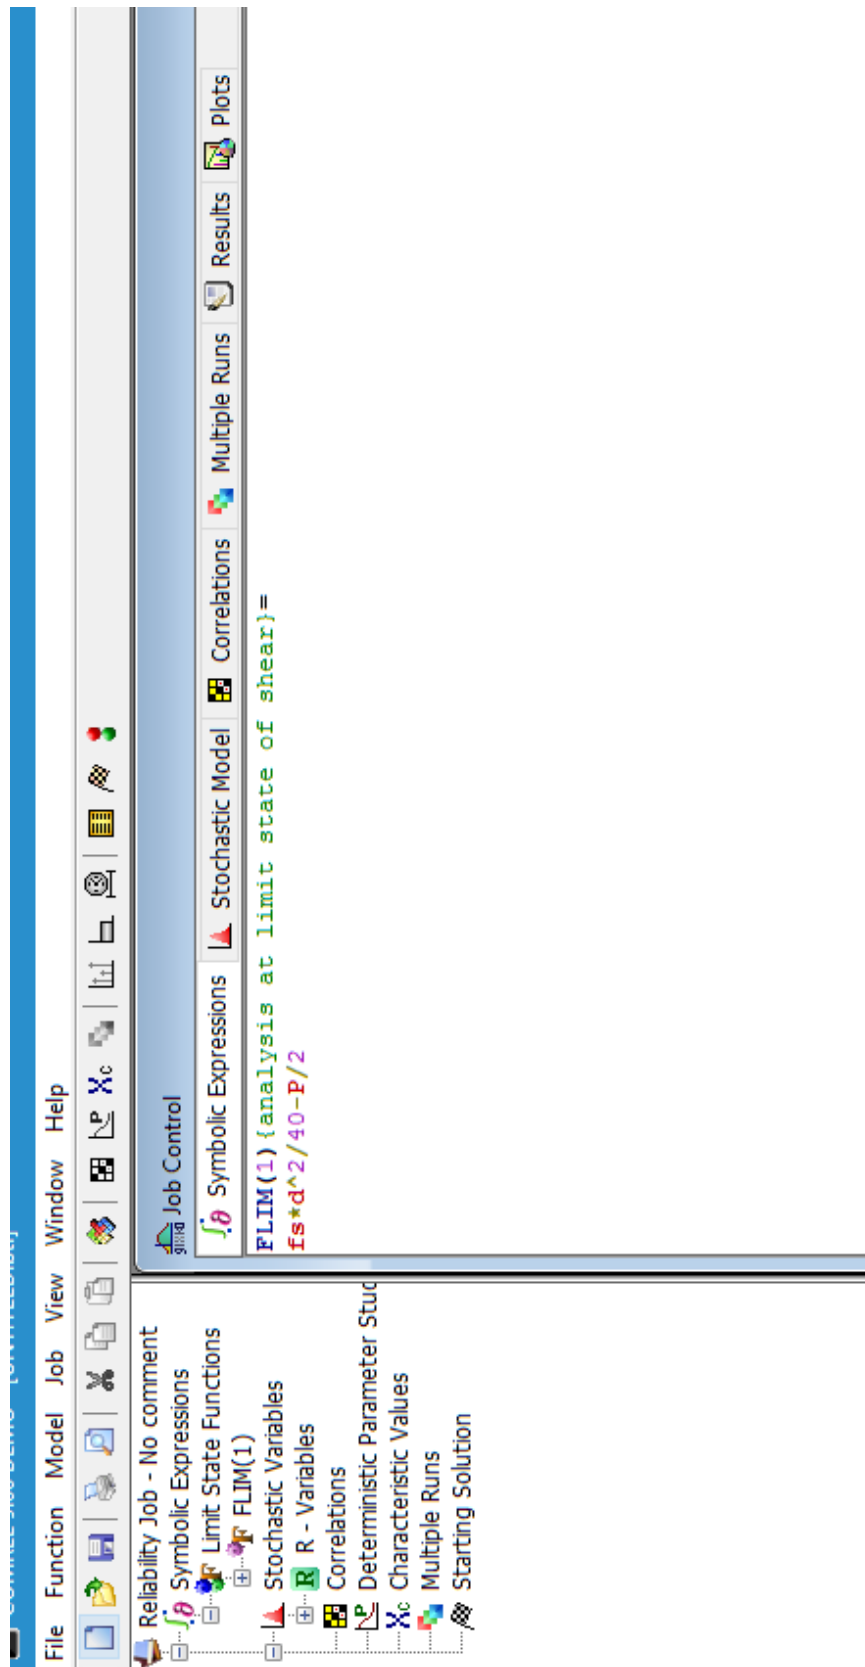 File Function Model Job View Window Help
Reliability Job - No comment
Symbolic Expressions
Limit State Functions
FLIM(1)
Stochastic Variables
R - Variables
Correlations
Deterministic Parameter Stud
Characteristic Values
Multiple Runs
Starting Solution
Job Control
Symbolic Expressions Stochastic Model Correlations Multiple Runs Results Plots
FLIM(1){analysis at limit state of shear}=
fs*d^2/40-P/2